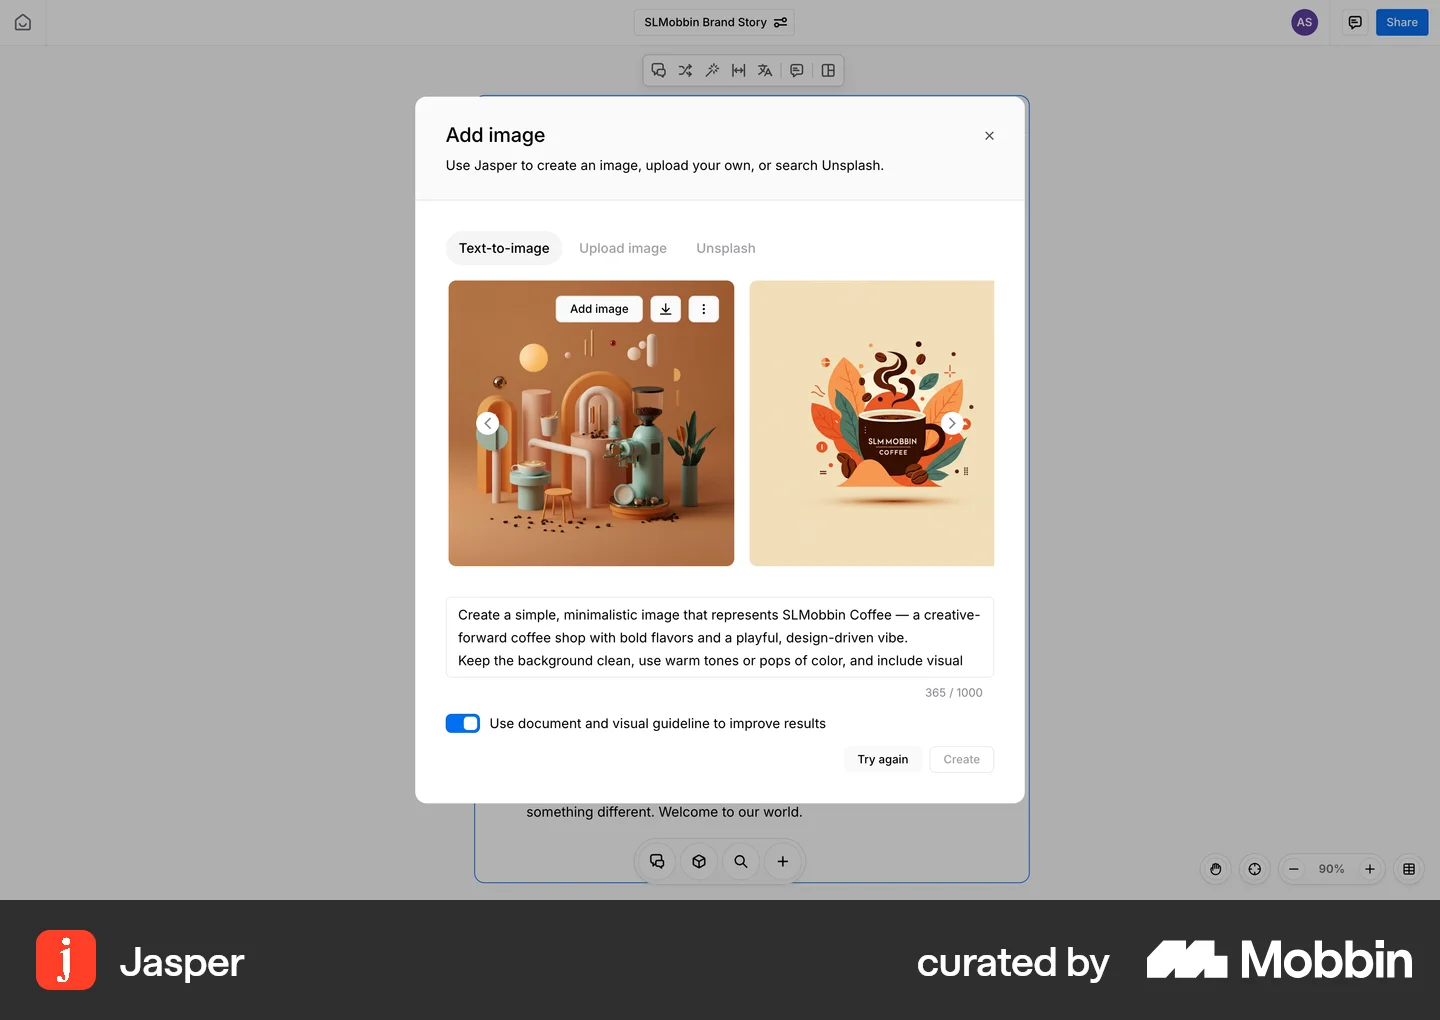 SLMobbin Brand Story
AS
Share
Add image
Use Jasper to create an image, upload your own, or search Unsplash.
Text-to-image
Upload image
Unsplash
Add image
SLM MOBBIN
COFFEE
Create a simple, minimalistic image that represents SLMobbin Coffee — a creative-
forward coffee shop with bold flavors and a playful, design-driven vibe.
Keep the background clean, use warm tones or pops of color, and include visual
365 / 1000
Use document and visual guideline to improve results
Try again
Create
something different. Welcome to our world.
90%
j
Jasper
curated by
Mobbin